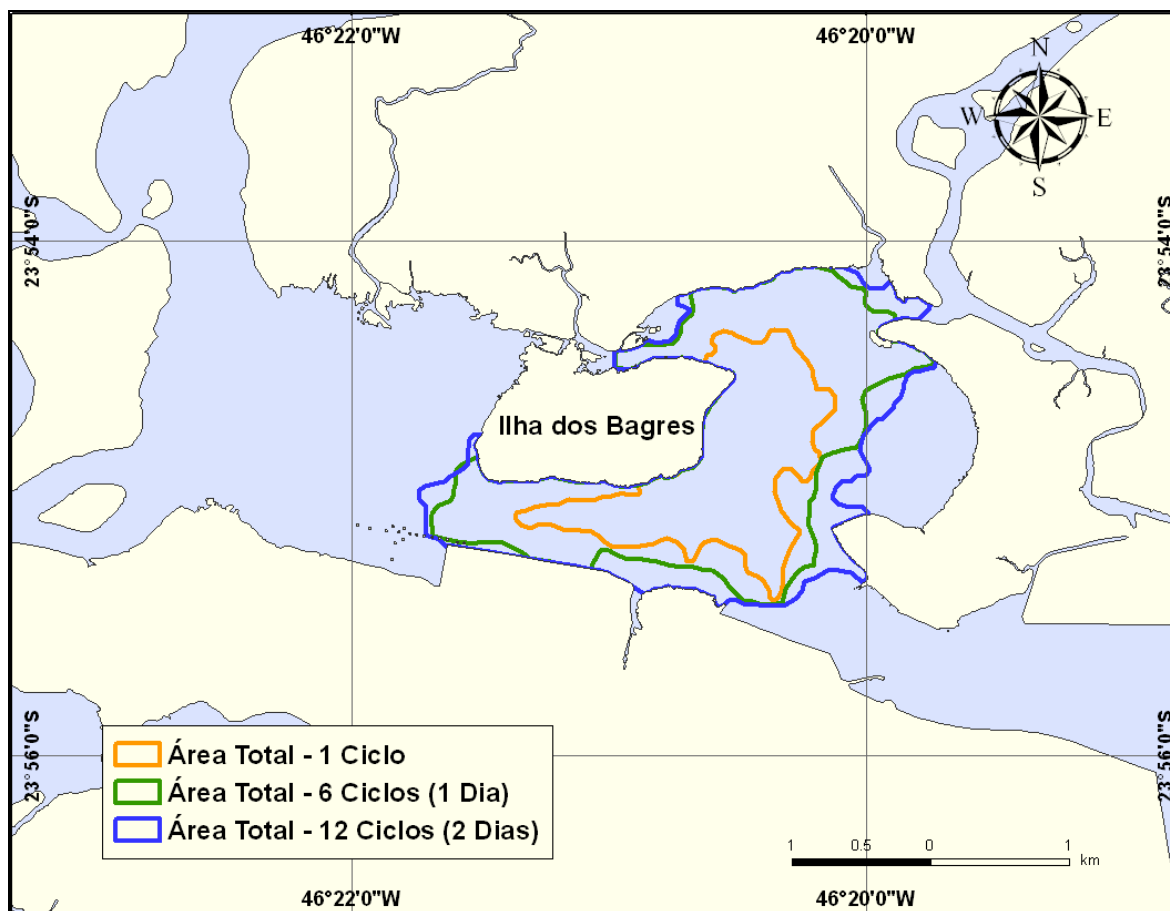 46°22'0"W
46°20'0"W
N
W
E
S
23°54'0"S
23°54'0"S
Ilha dos Bagres
Área Total - 1 Ciclo
Área Total - 6 Ciclos (1 Dia)
Área Total - 12 Ciclos (2 Dias)
23°56'0"S
23°56'0"S
1
0.5
0
1
km
46°22'0"W
46°20'0"W